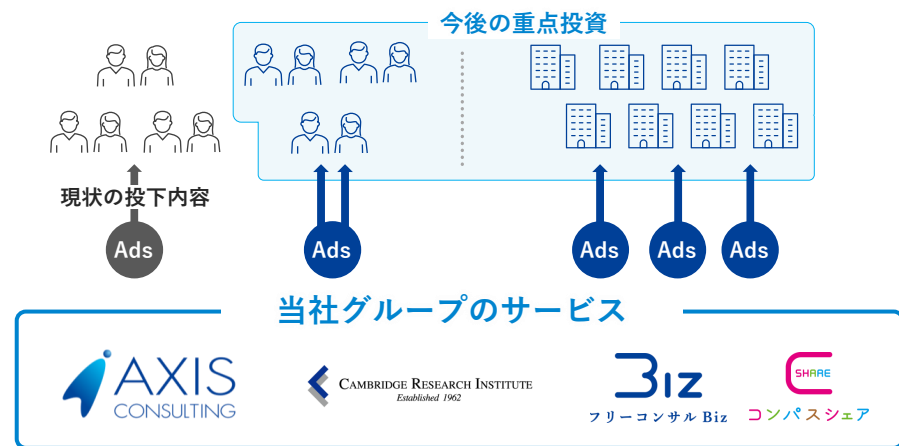 今後の重点投資
現状の投下内容
Ads
Ads
Ads
Ads
Ads
当社グループのサービス
AXIS
CONSULTING
CAMBRIDGE RESEARCH INSTITUTE
Established 1962
Biz
フリーコンサル Biz
SHARE
コンパスシェア